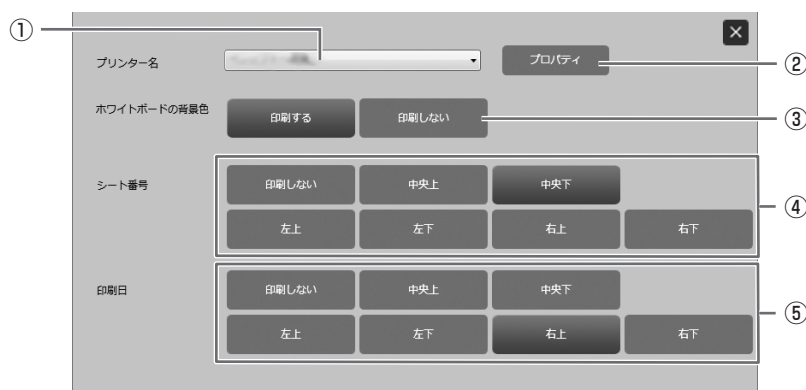 ①
プリンター名 プロパティ ②
ホワイトボードの背景色 印刷する 印刷しない ③
シート番号 印刷しない 中央上 中央下
④
左上 左下 右上 右下
印刷日 印刷しない 中央上 中央下
⑤
左上 左下 右上 右下